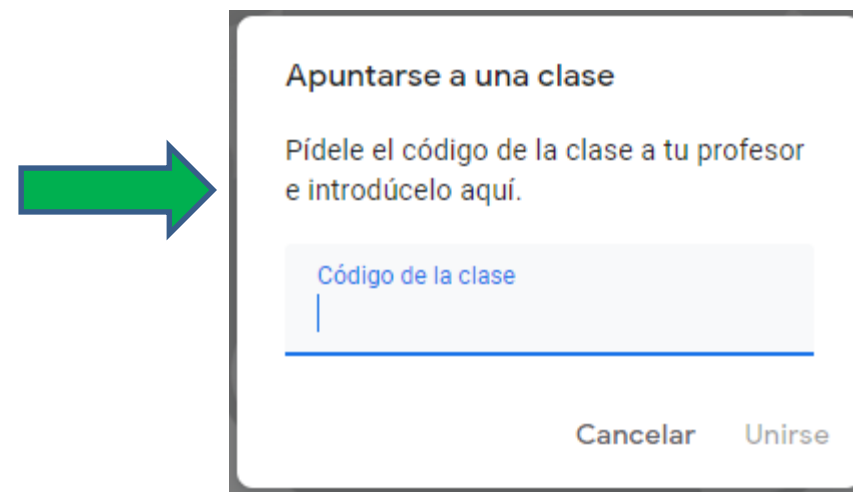 Apuntarse a una clase
Pídele el código de la clase a tu profesor
e introdúcelo aquí.
Código de la clase
Cancelar Unirse